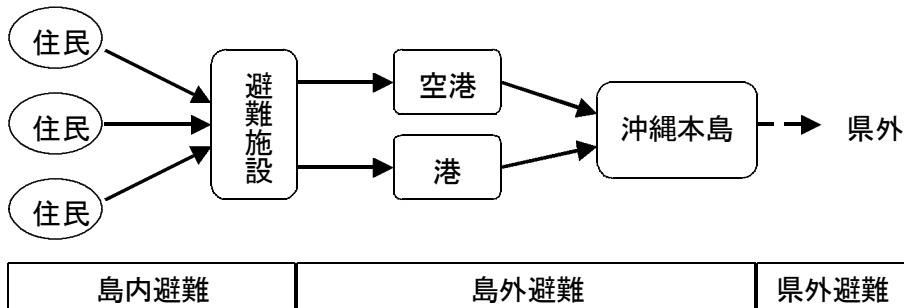 住民
住民
住民
避難施設
空港
港
沖縄本島
県外
島内避難
島外避難
県外避難